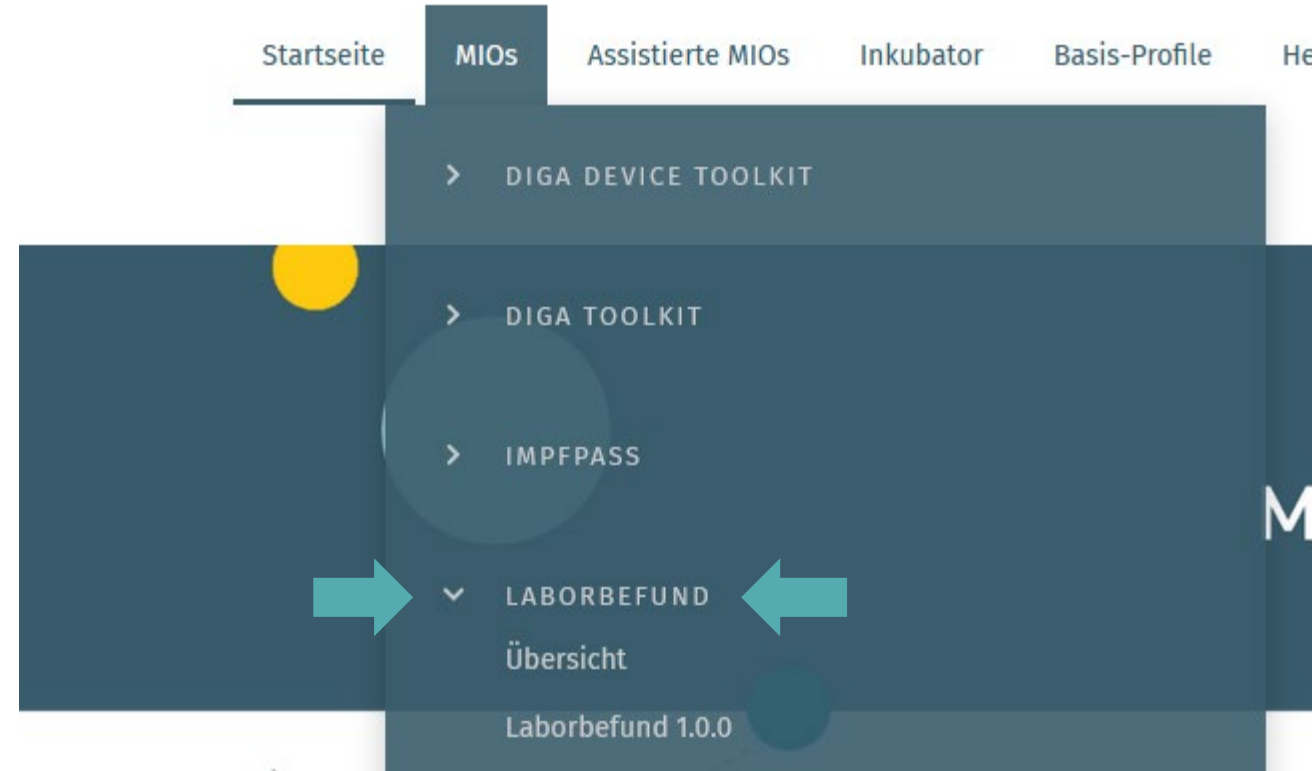 Startseite MIOs Assistierte MIOs Inkubator Basis-Profile He
DIGA DEVICE TOOLKIT
DIGA TOOLKIT
IMPFPASS
M
LABORBEFUND
Übersicht
Laborbefund 1.0.0